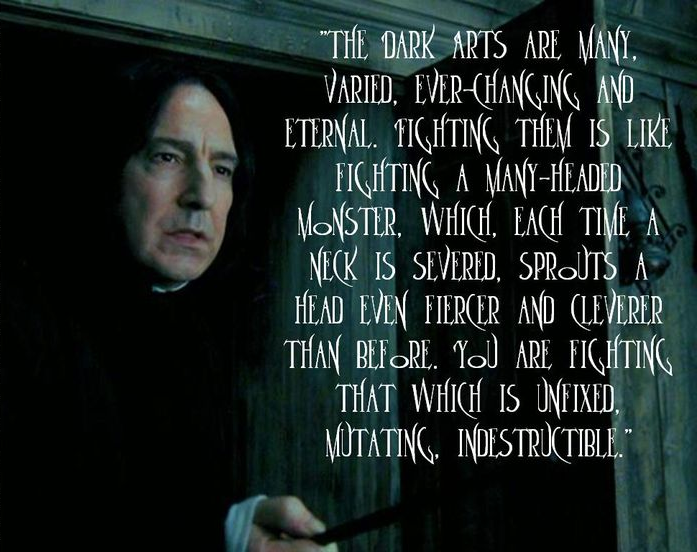 "The Dark Arts are many,
varied, ever-changing and
eternal. Fighting them is like
fighting a many-headed
monster, which, each time a
neck is severed, sprouts a
head even fiercer and cleverer
than before. You are fighting
that which is unfixed,
mutating, indestructible."